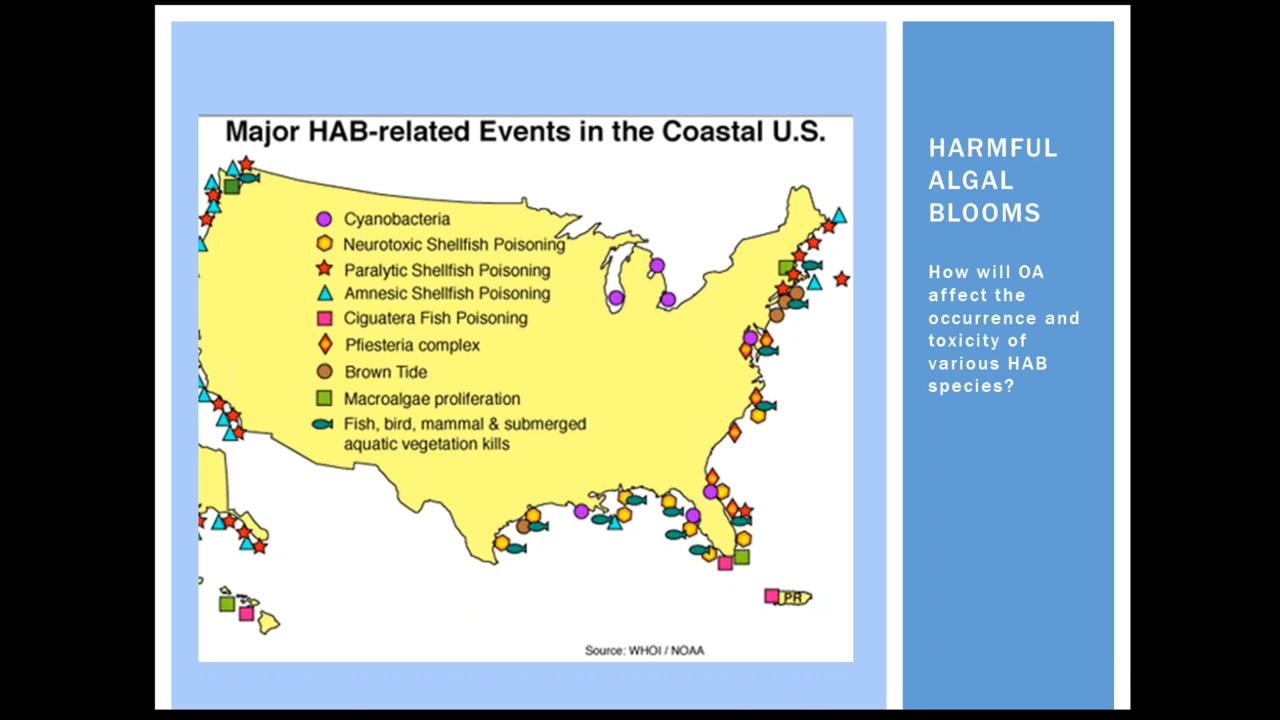 Major HAB-related Events in the Coastal U.S.
Cyanobacteria
Neurotoxic Shellfish Poisoning
Paralytic Shellfish Poisoning
Amnesic Shellfish Poisoning
Ciguatera Fish Poisoning
Pfiesteria complex
Brown Tide
Macroalgae proliferation
Fish, bird, mammal & submerged
aquatic vegetation kills
PR
Source: WHOI / NOAA
HARMFUL
ALGAL
BLOOMS
How will OA
affect the
occurrence and
toxicity of
various HAB
species?